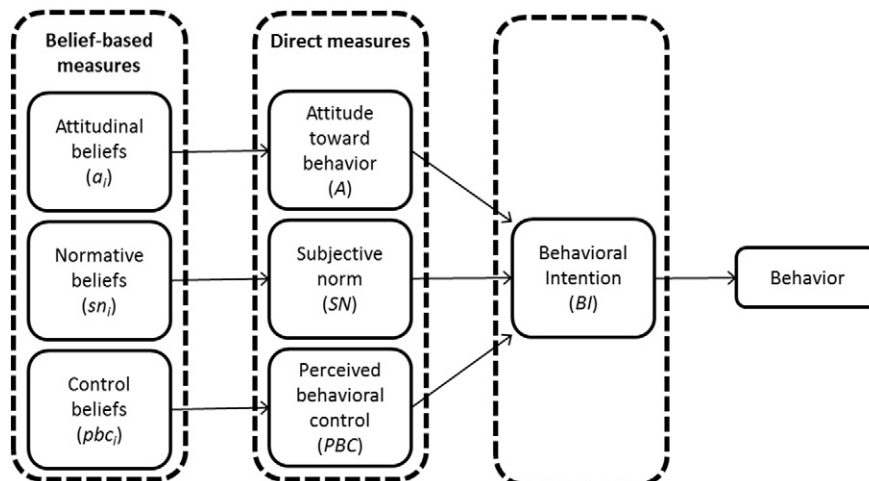 Belief-based
measures
Attitudinal
beliefs
(aᵢ)
Normative
beliefs
(snᵢ)
Control
beliefs
(pbcᵢ)
Direct measures
Attitude
toward
behavior
(A)
Subjective
norm
(SN)
Perceived
behavioral
control
(PBC)
Behavioral
Intention
(BI)
Behavior